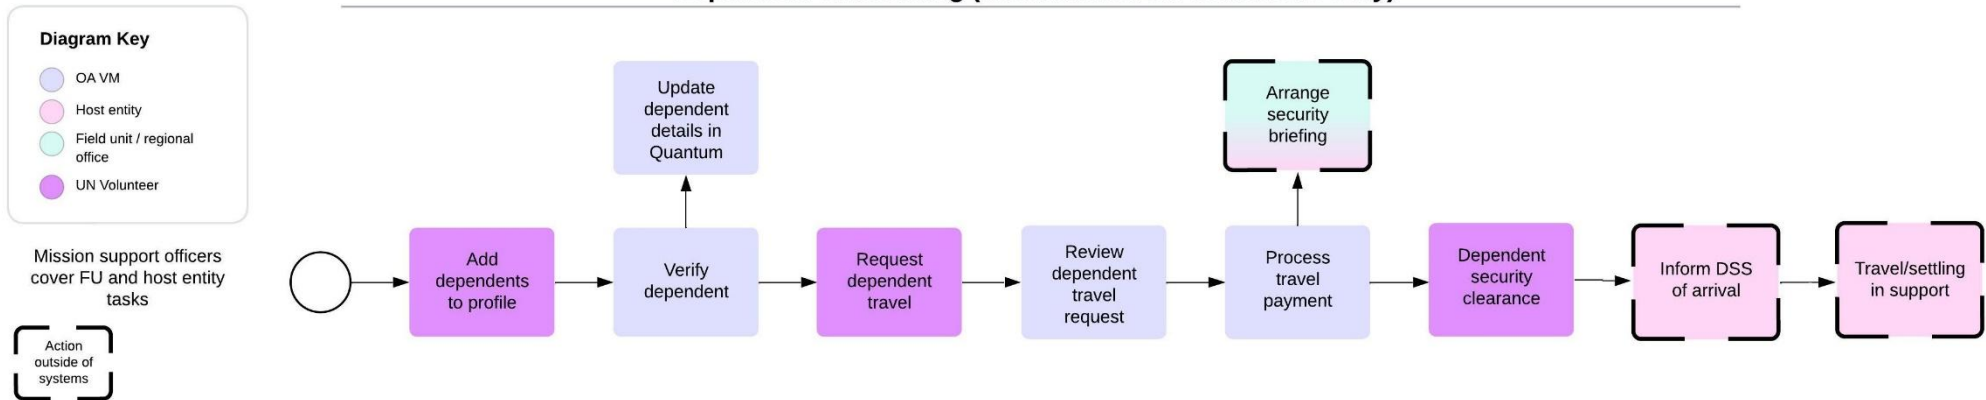 Diagram Key
OA VM
Host entity
Field unit / regional
office
UN Volunteer
Mission support officers
cover FU and host entity
tasks
Action
outside of
systems
Update
dependent
details in
Quantum
Arrange
security
briefing
Add
dependents
to profile
Verify
dependent
Request
dependent
travel
Review
dependent
travel
request
Process
travel
payment
Dependent
security
clearance
Inform DSS
of arrival
Travel/settling
in support